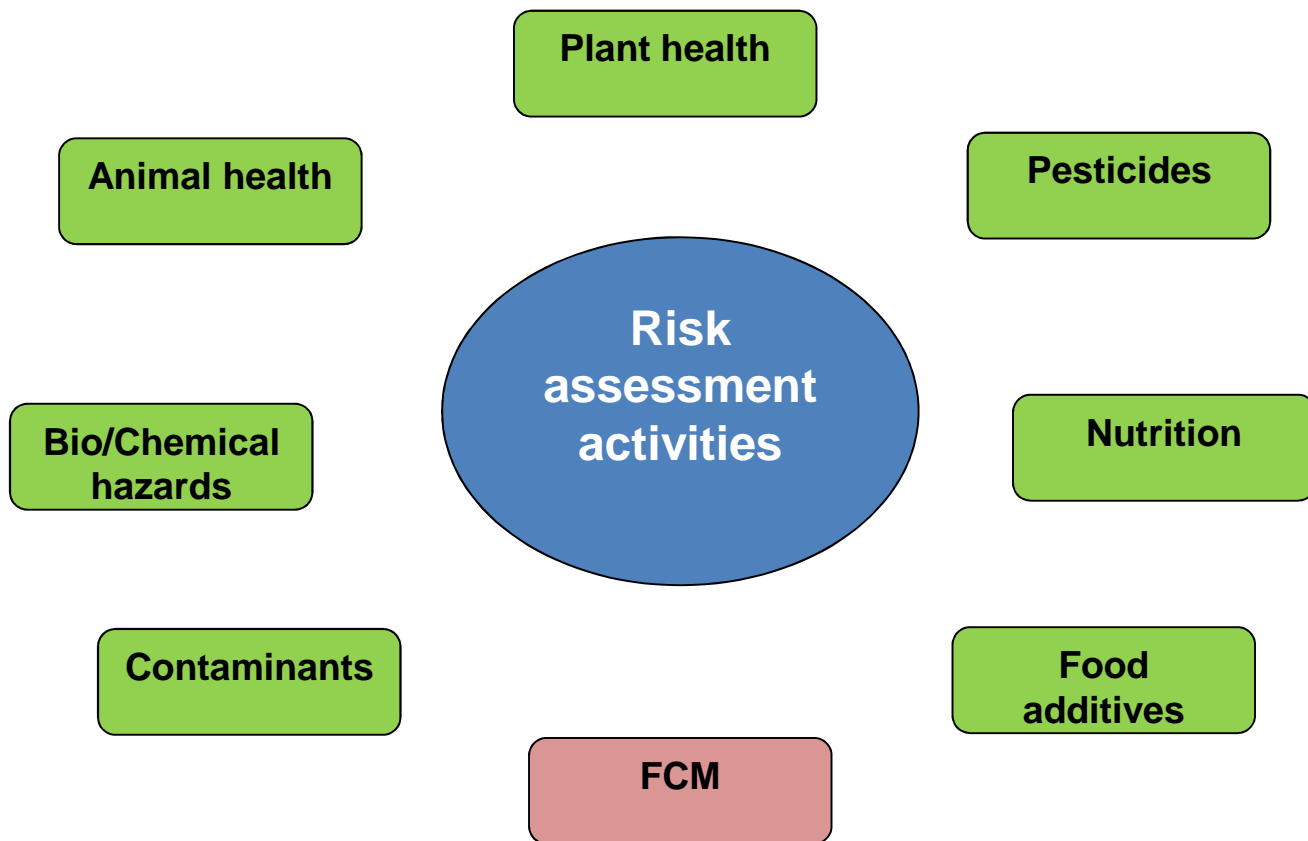 Plant health
Animal health
Pesticides
Risk
assessment
activities
Bio/Chemical
hazards
Nutrition
Contaminants
Food
additives
FCM